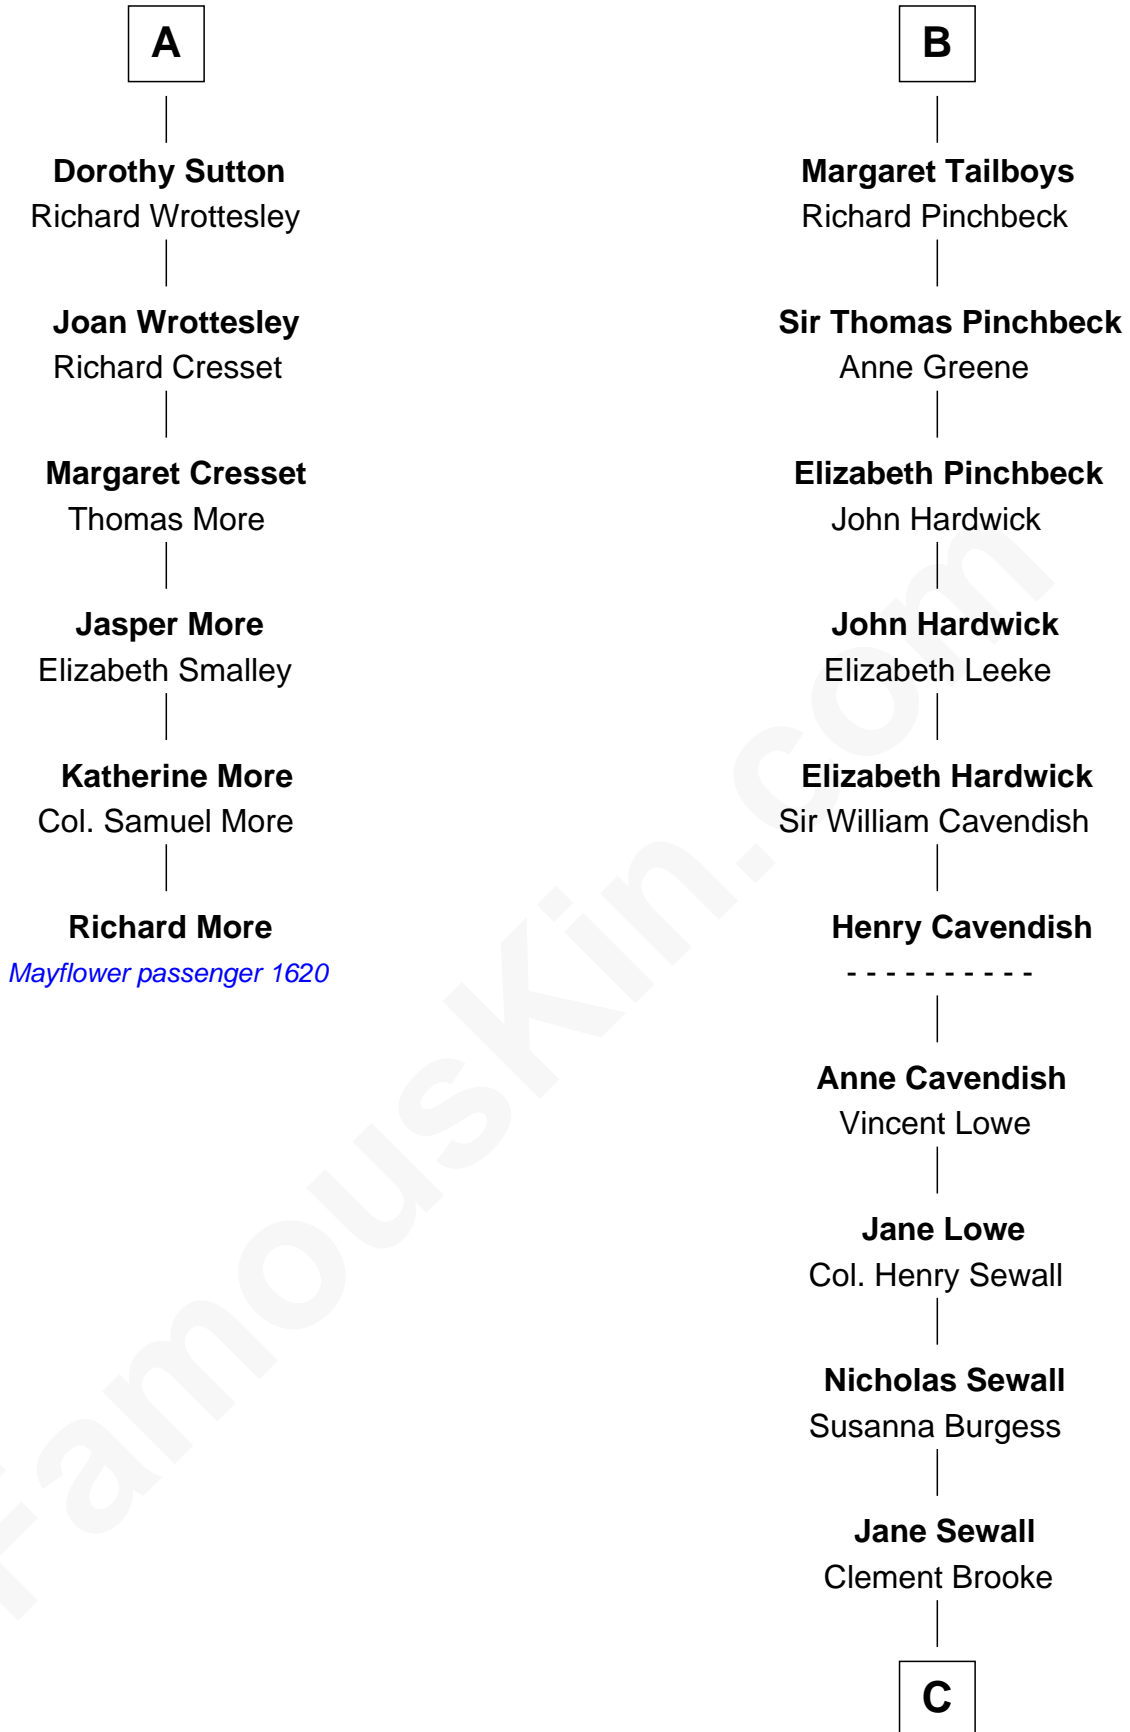 A
Dorothy Sutton
Richard Wrottesley
Joan Wrottesley
Richard Cresset
Margaret Cresset
Thomas More
Jasper More
Elizabeth Smalley
Katherine More
Col. Samuel More
Richard More
Mayflower passenger 1620
B
Margaret Tailboys
Richard Pinchbeck
Sir Thomas Pinchbeck
Anne Greene
Elizabeth Pinchbeck
John Hardwick
John Hardwick
Elizabeth Leeke
Elizabeth Hardwick
Sir William Cavendish
Henry Cavendish
- - - - - - - - - -
Anne Cavendish
Vincent Lowe
Jane Lowe
Col. Henry Sewall
Nicholas Sewall
Susanna Burgess
Jane Sewall
Clement Brooke
C
FamousKin.com